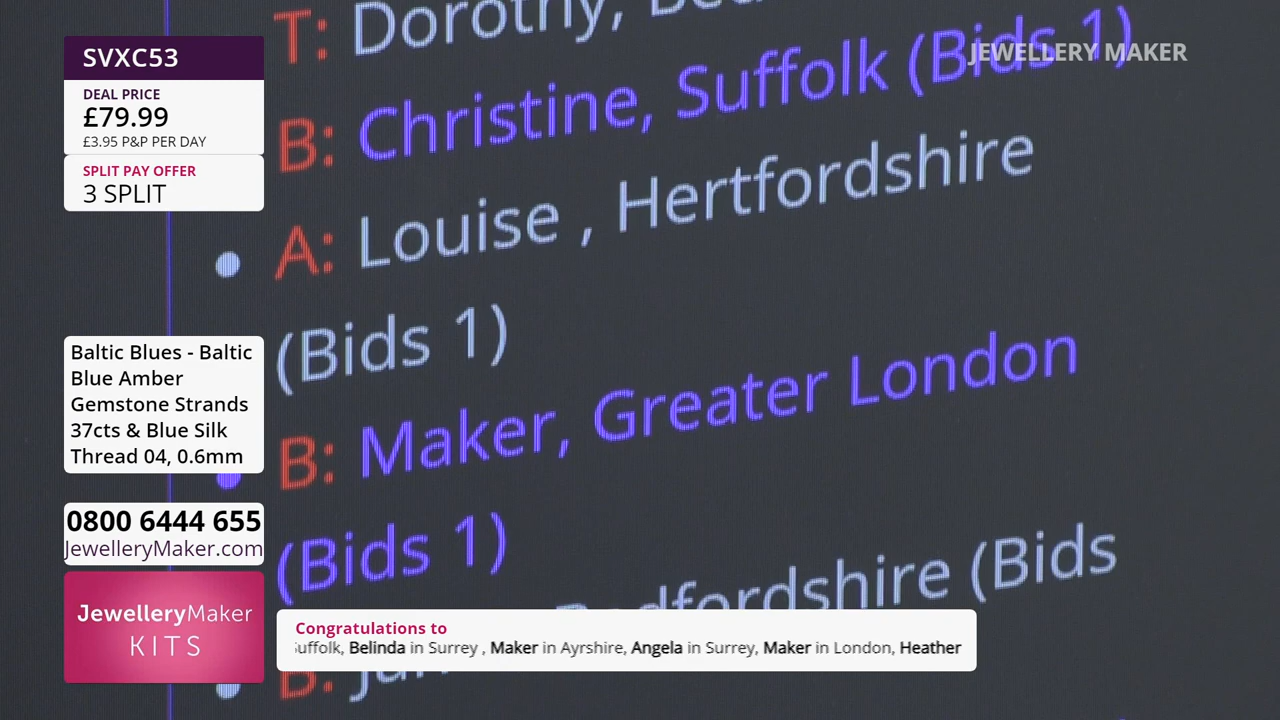 SVXC53
DEAL PRICE
£79.99
£3.95 P&P PER DAY
SPLIT PAY OFFER
3 SPLIT
Baltic Blues - Baltic
Blue Amber
Gemstone Strands
37cts & Blue Silk
Thread 04, 0.6mm
0800 6444 655
JewelleryMaker.com
JewelleryMaker
KITS
JEWELLERY MAKER
T: Dorothy,
B: Christine, Suffolk (Bids 1)
A: Louise , Hertfordshire
(Bids 1)
B: Maker, Greater London
(Bids 1)
(Bids
B:
Congratulations to
Suffolk, Belinda in Surrey , Maker in Ayrshire, Angela in Surrey, Maker in London, Heather